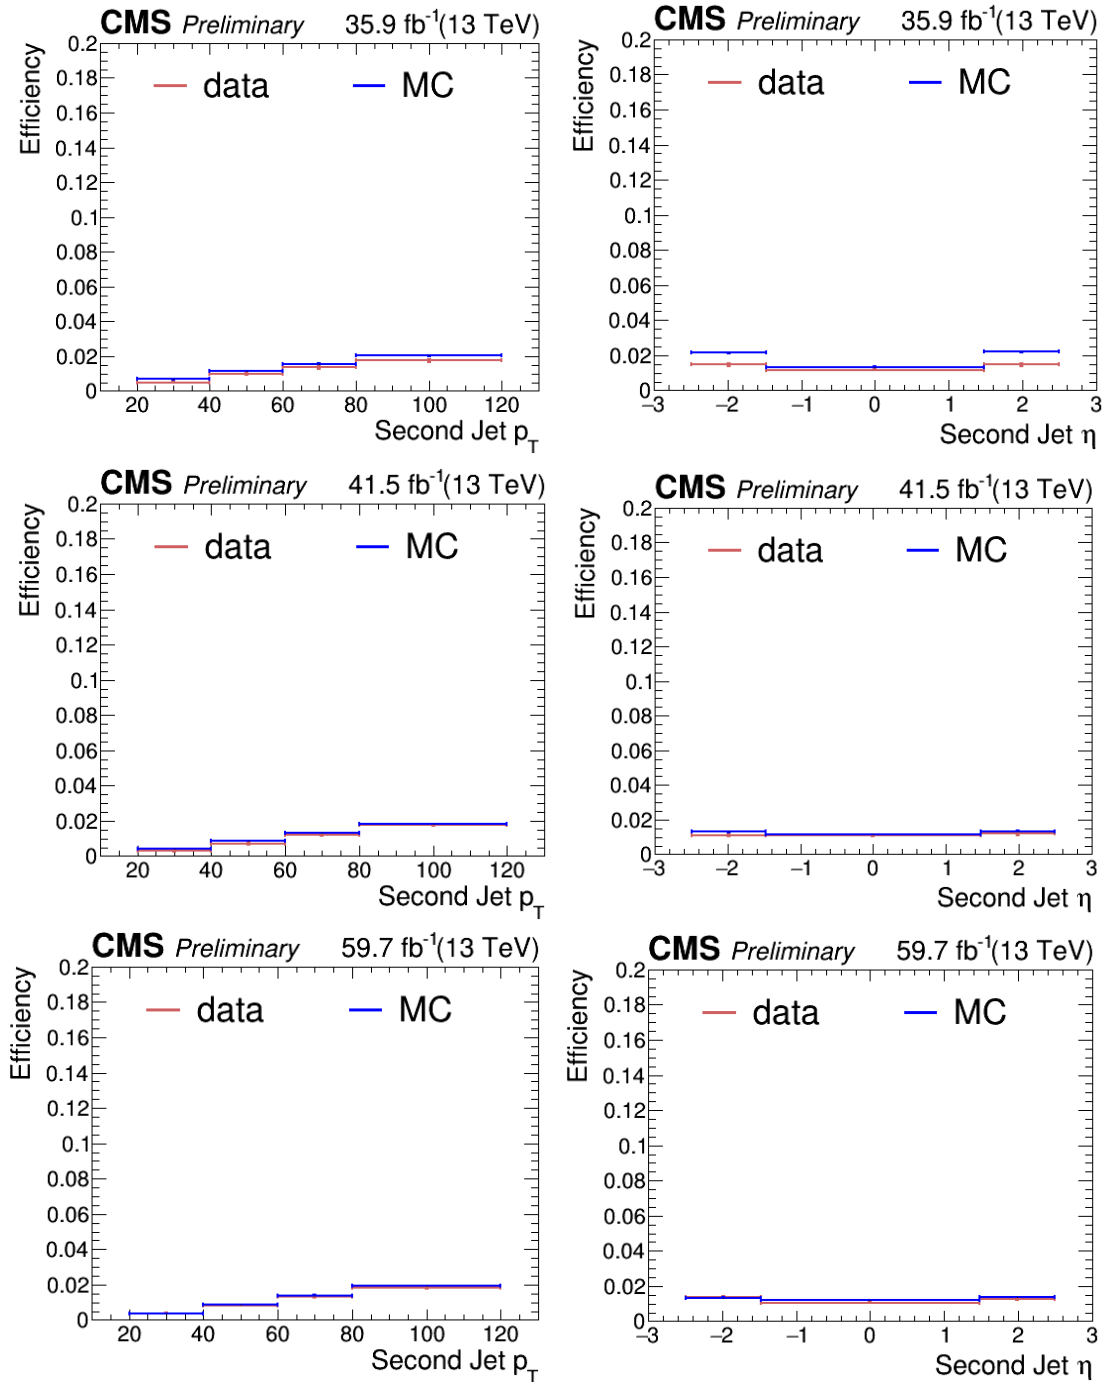 CMS Preliminary 35.9 fb⁻¹(13 TeV)
Efficiency
data MC
0.2
0.18
0.16
0.14
0.12
0.1
0.08
0.06
0.04
0.02
0
20 40 60 80 100 120
Second Jet p_T
CMS Preliminary 35.9 fb⁻¹(13 TeV)
Efficiency
data MC
0.2
0.18
0.16
0.14
0.12
0.1
0.08
0.06
0.04
0.02
0
−3 −2 −1 0 1 2 3
Second Jet η
CMS Preliminary 41.5 fb⁻¹(13 TeV)
Efficiency
data MC
0.2
0.18
0.16
0.14
0.12
0.1
0.08
0.06
0.04
0.02
0
20 40 60 80 100 120
Second Jet p_T
CMS Preliminary 41.5 fb⁻¹(13 TeV)
Efficiency
data MC
0.2
0.18
0.16
0.14
0.12
0.1
0.08
0.06
0.04
0.02
0
−3 −2 −1 0 1 2 3
Second Jet η
CMS Preliminary 59.7 fb⁻¹(13 TeV)
Efficiency
data MC
0.2
0.18
0.16
0.14
0.12
0.1
0.08
0.06
0.04
0.02
0
20 40 60 80 100 120
Second Jet p_T
CMS Preliminary 59.7 fb⁻¹(13 TeV)
Efficiency
data MC
0.2
0.18
0.16
0.14
0.12
0.1
0.08
0.06
0.04
0.02
0
−3 −2 −1 0 1 2 3
Second Jet η